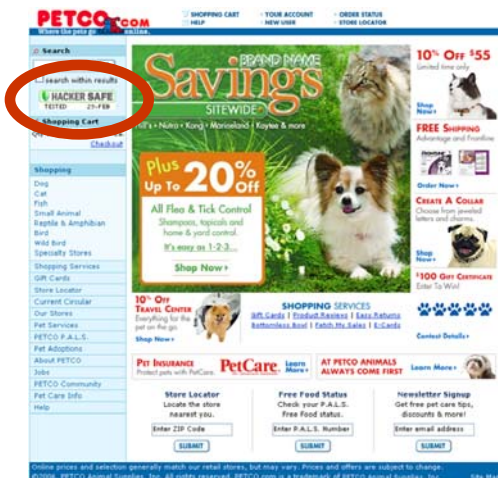 PETCO.COM
Where the pets go online.
SHOPPING CART
YOUR ACCOUNT
ORDER STATUS
HELP
NEW USER
STORE LOCATOR
Search
search within results
HACKER SAFE
TESTED 29-FEB
Shopping Cart
Checkout
Shopping
Dog
Cat
Fish
Small Animal
Reptile & Amphibian
Bird
Wild Bird
Specialty Stores
Shopping Services
Gift Cards
Store Locator
Current Circular
Our Stores
Pet Services
PETCO P.A.L.S.
Pet Adoptions
About PETCO
Jobs
PETCO Community
Pet Care Info
Help
BRAND NAME
Savings
SITEWIDE
Hill's • Nutro • Kong • Marineland • Kaytee & more
Plus
Up To 20% Off
All Flea & Tick Control
Shampoos, topicals and
home & yard control.
It's easy as 1-2-3...
Shop Now
10% Off $55
Limited time only
Shop Now
FREE SHIPPING
Advantage and Frontline
Order Now
CREATE A COLLAR
Choose from jeweled
letters and charms.
Shop Now
$100 GIFT CERTIFICATE
Enter To Win!
Contest Details
10% Off
TRAVEL CENTER
Everything for the
pet on the go.
Shop Now
SHOPPING SERVICES
Gift Cards | Product Reviews | Easy Returns
Bottomless Bowl | Fetch My Sales | E-Cards
PET INSURANCE
Protect pets with PetCare.
PetCare
Learn More
AT PETCO ANIMALS
ALWAYS COME FIRST
Learn More
Store Locator
Locate the store
nearest you.
Enter ZIP Code
SUBMIT
Free Food Status
Check your P.A.L.S.
Free Food status.
Enter P.A.L.S. Number
SUBMIT
Newsletter Signup
Get free pet care tips,
discounts & more!
Enter email address
SUBMIT
Online prices and selection generally match our retail stores, but may vary. Prices and offers are subject to change.
PETCO Animal Supplies, Inc. All rights reserved. PETCO.com is a trademark of PETCO Animal Supplies, Inc.
Site Map